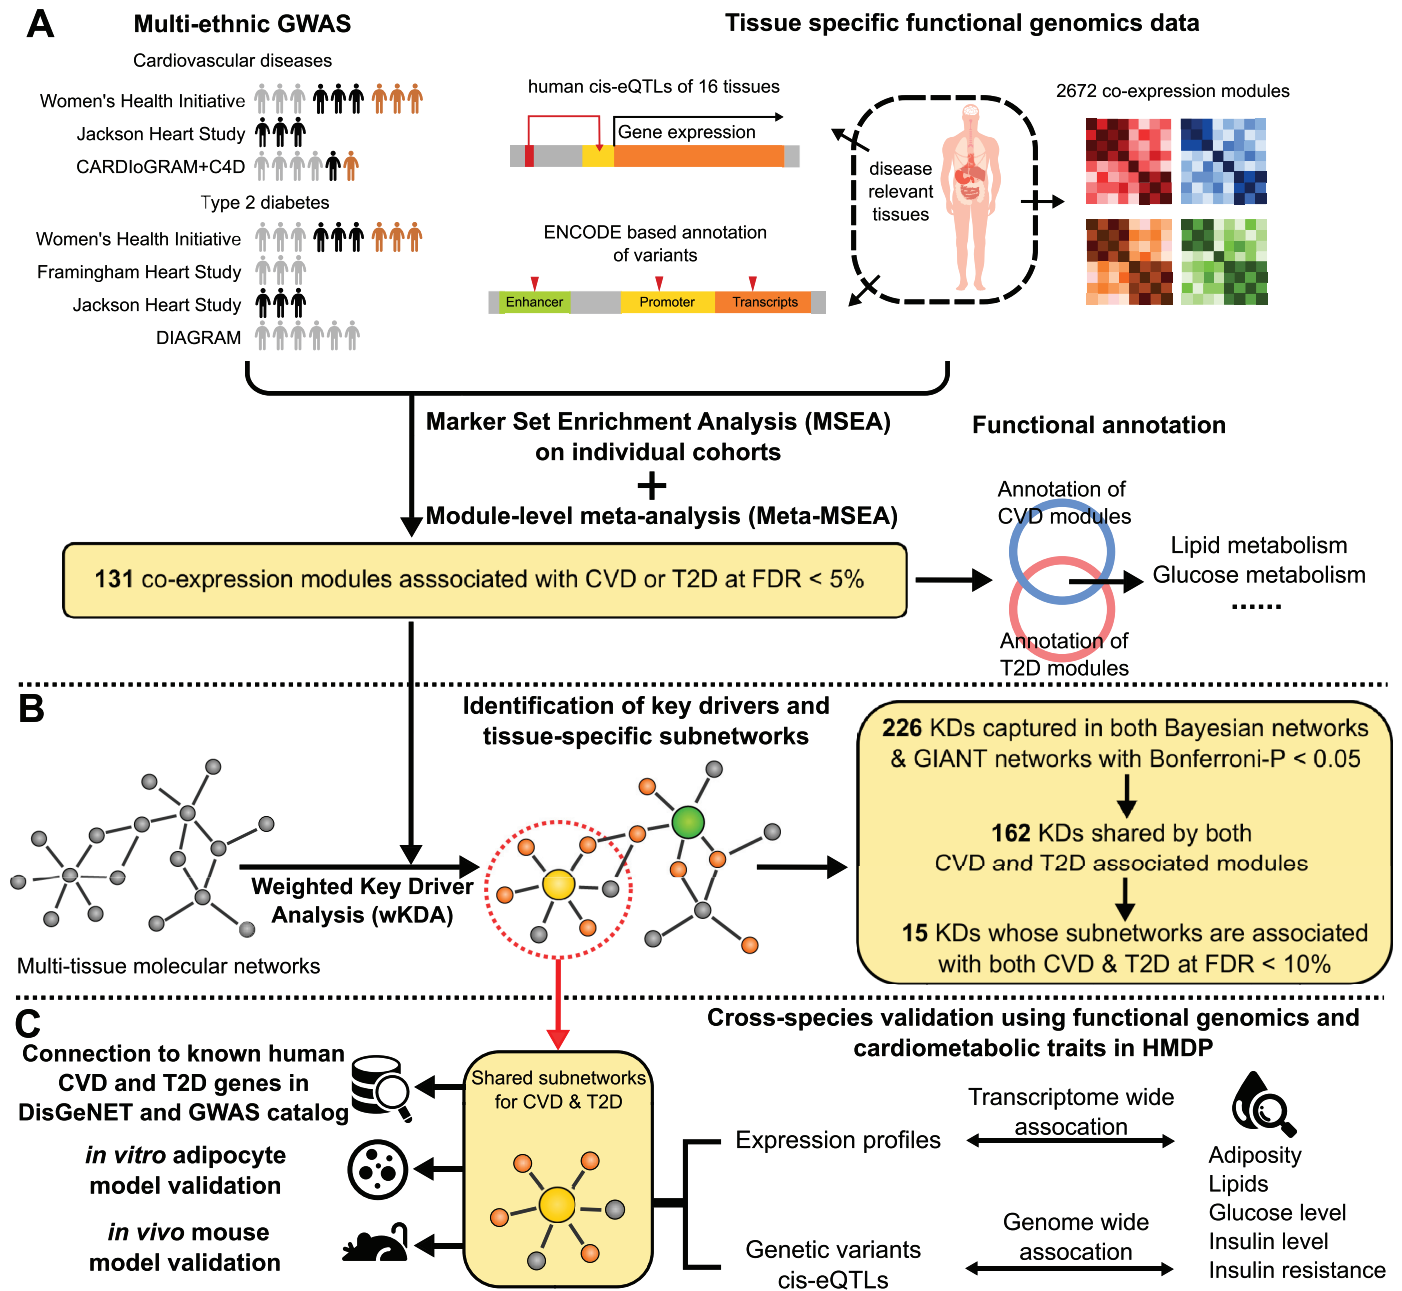 A
Multi-ethnic GWAS
Cardiovascular diseases
Women's Health Initiative
Jackson Heart Study
CARDIoGRAM+C4D
Type 2 diabetes
Women's Health Initiative
Framingham Heart Study
Jackson Heart Study
DIAGRAM
Tissue specific functional genomics data
human cis-eQTLs of 16 tissues
Gene expression
ENCODE based annotation
of variants
Enhancer
Promoter
Transcripts
disease
relevant
tissues
2672 co-expression modules
Marker Set Enrichment Analysis (MSEA)
on individual cohorts
+
Module-level meta-analysis (Meta-MSEA)
131 co-expression modules asssociated with CVD or T2D at FDR < 5%
Functional annotation
Annotation of
CVD modules
Annotation of
T2D modules
Lipid metabolism
Glucose metabolism
......
B
Multi-tissue molecular networks
Weighted Key Driver
Analysis (wKDA)
Identification of key drivers and
tissue-specific subnetworks
226 KDs captured in both Bayesian networks
& GIANT networks with Bonferroni-P < 0.05
162 KDs shared by both
CVD and T2D associated modules
15 KDs whose subnetworks are associated
with both CVD & T2D at FDR < 10%
C
Connection to known human
CVD and T2D genes in
DisGeNET and GWAS catalog
in vitro adipocyte
model validation
in vivo mouse
model validation
Shared subnetworks
for CVD & T2D
Cross-species validation using functional genomics and
cardiometabolic traits in HMDP
Expression profiles
Transcriptome wide
assocation
Genetic variants
cis-eQTLs
Genome wide
assocation
Adiposity
Lipids
Glucose level
Insulin level
Insulin resistance